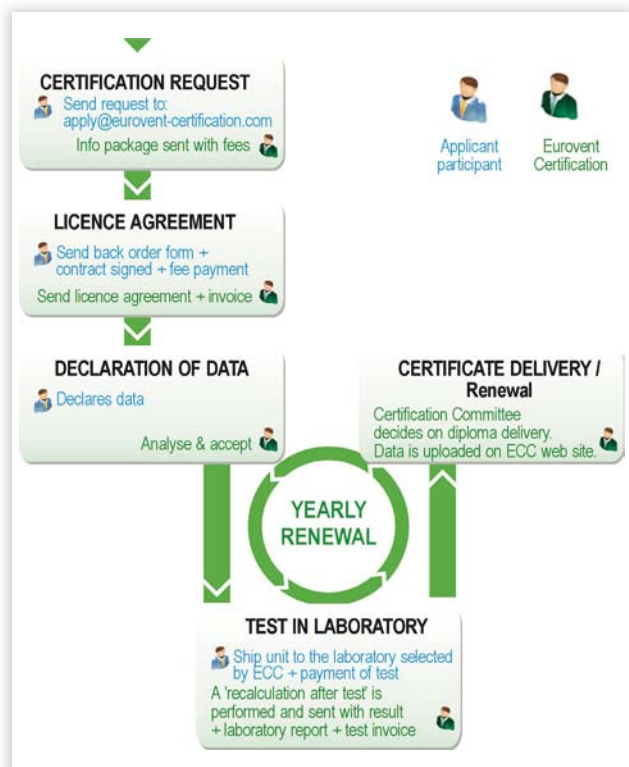 CERTIFICATION REQUEST
Send request to:
apply@eurovent-certification.com
Info package sent with fees
Applicant
participant
Eurovent
Certification
LICENCE AGREEMENT
Send back order form +
contract signed + fee payment
Send licence agreement + invoice
DECLARATION OF DATA
Declares data
Analyse & accept
CERTIFICATE DELIVERY /
Renewal
Certification Committee
decides on diploma delivery.
Data is uploaded on ECC web site.
YEARLY
RENEWAL
TEST IN LABORATORY
Ship unit to the laboratory selected
by ECC + payment of test
A 'recalculation after test' is
performed and sent with result
+ laboratory report + test invoice